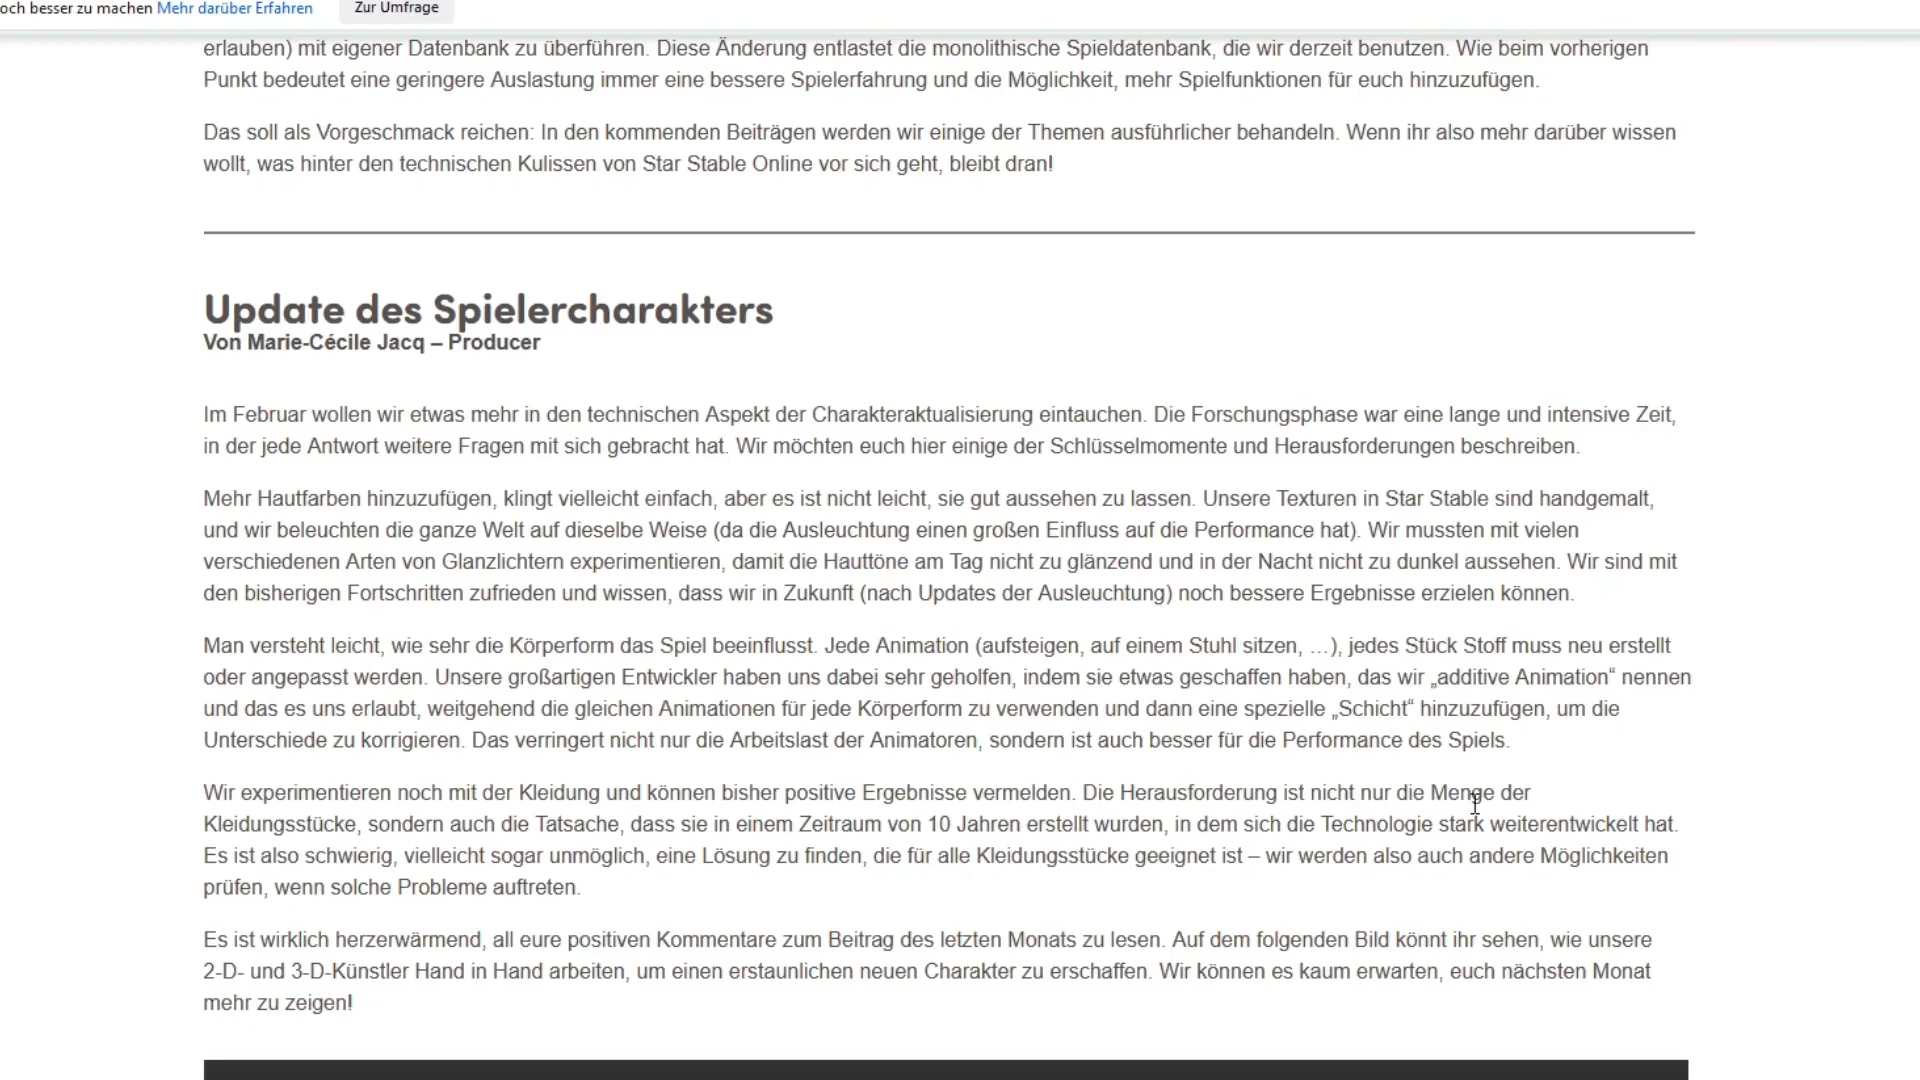 och besser zu machen Mehr darüber Erfahren Zur Umfrage
erlauben) mit eigener Datenbank zu überführen. Diese Änderung entlastet die monolithische Spieldatenbank, die wir derzeit benutzen. Wie beim vorherigen
Punkt bedeutet eine geringere Auslastung immer eine bessere Spielerfahrung und die Möglichkeit, mehr Spielfunktionen für euch hinzuzufügen.
Das soll als Vorgeschmack reichen: In den kommenden Beiträgen werden wir einige der Themen ausführlicher behandeln. Wenn ihr also mehr darüber wissen
wollt, was hinter den technischen Kulissen von Star Stable Online vor sich geht, bleibt dran!
Update des Spielercharakters
Von Marie-Cécile Jacq – Producer
Im Februar wollen wir etwas mehr in den technischen Aspekt der Charakteraktualisierung eintauchen. Die Forschungsphase war eine lange und intensive Zeit,
in der jede Antwort weitere Fragen mit sich gebracht hat. Wir möchten euch hier einige der Schlüsselmomente und Herausforderungen beschreiben.
Mehr Hautfarben hinzuzufügen, klingt vielleicht einfach, aber es ist nicht leicht, sie gut aussehen zu lassen. Unsere Texturen in Star Stable sind handgemalt,
und wir beleuchten die ganze Welt auf dieselbe Weise (da die Ausleuchtung einen großen Einfluss auf die Performance hat). Wir mussten mit vielen
verschiedenen Arten von Glanzlichtern experimentieren, damit die Hauttöne am Tag nicht zu glänzend und in der Nacht nicht zu dunkel aussehen. Wir sind mit
den bisherigen Fortschritten zufrieden und wissen, dass wir in Zukunft (nach Updates der Ausleuchtung) noch bessere Ergebnisse erzielen können.
Man versteht leicht, wie sehr die Körperform das Spiel beeinflusst. Jede Animation (aufsteigen, auf einem Stuhl sitzen, …), jedes Stück Stoff muss neu erstellt
oder angepasst werden. Unsere großartigen Entwickler haben uns dabei sehr geholfen, indem sie etwas geschaffen haben, das wir „additive Animation“ nennen
und das es uns erlaubt, weitgehend die gleichen Animationen für jede Körperform zu verwenden und dann eine spezielle „Schicht“ hinzuzufügen, um die
Unterschiede zu korrigieren. Das verringert nicht nur die Arbeitslast der Animatoren, sondern ist auch besser für die Performance des Spiels.
Wir experimentieren noch mit der Kleidung und können bisher positive Ergebnisse vermelden. Die Herausforderung ist nicht nur die Menge der
Kleidungsstücke, sondern auch die Tatsache, dass sie in einem Zeitraum von 10 Jahren erstellt wurden, in dem sich die Technologie stark weiterentwickelt hat.
Es ist also schwierig, vielleicht sogar unmöglich, eine Lösung zu finden, die für alle Kleidungsstücke geeignet ist – wir werden also auch andere Möglichkeiten
prüfen, wenn solche Probleme auftreten.
Es ist wirklich herzerwärmend, all eure positiven Kommentare zum Beitrag des letzten Monats zu lesen. Auf dem folgenden Bild könnt ihr sehen, wie unsere
2-D- und 3-D-Künstler Hand in Hand arbeiten, um einen erstaunlichen neuen Charakter zu erschaffen. Wir können es kaum erwarten, euch nächsten Monat
mehr zu zeigen!